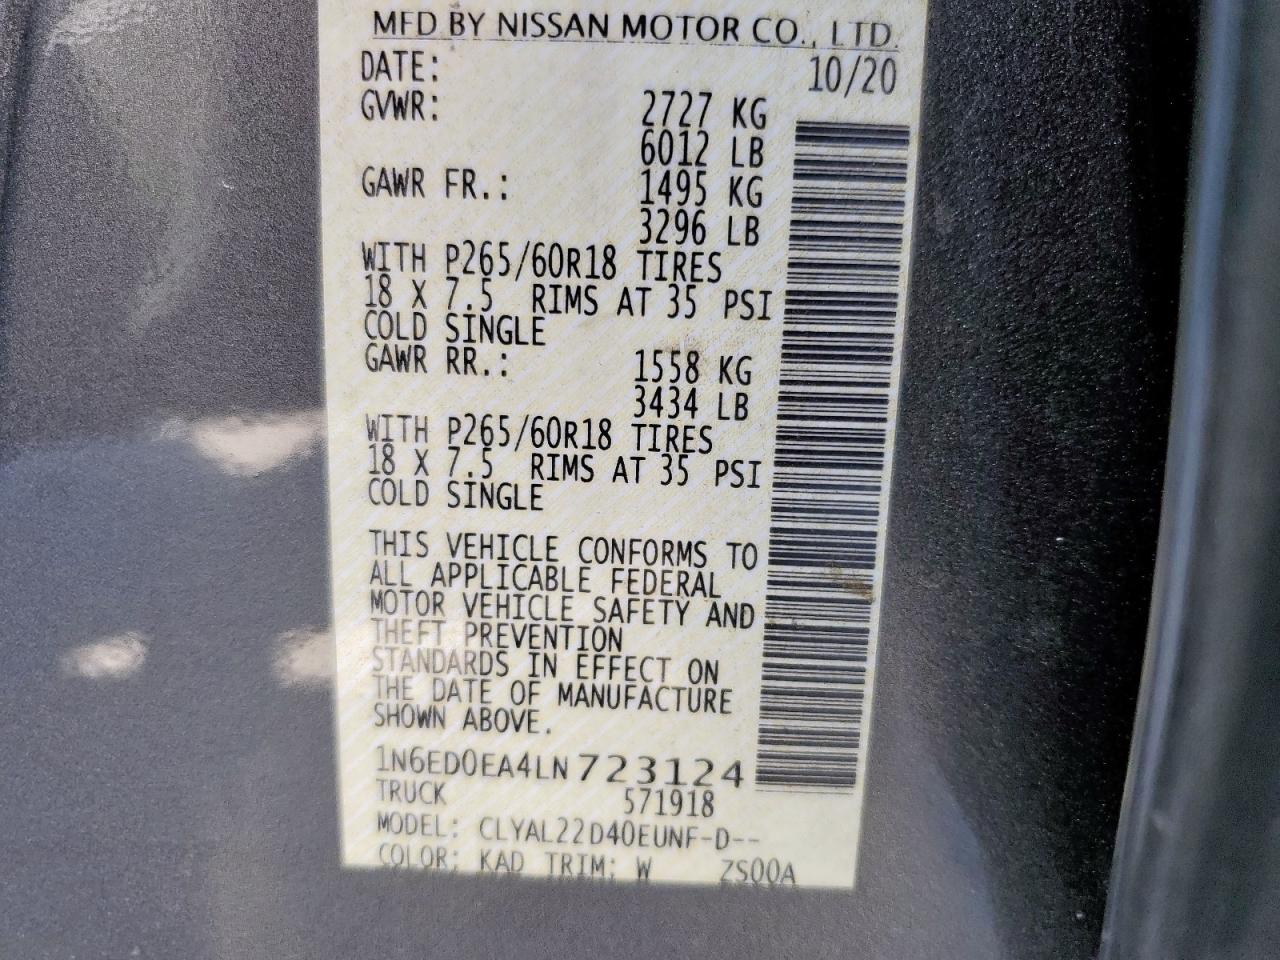 MFD BY NISSAN MOTOR CO., LTD.
DATE: 10/20
GVWR: 2727 KG
6012 LB
GAWR FR.: 1495 KG
3296 LB
WITH P265/60R18 TIRES
18 X 7.5 RIMS AT 35 PSI
COLD SINGLE
GAWR RR.: 1558 KG
3434 LB
WITH P265/60R18 TIRES
18 X 7.5 RIMS AT 35 PSI
COLD SINGLE
THIS VEHICLE CONFORMS TO
ALL APPLICABLE FEDERAL
MOTOR VEHICLE SAFETY AND
THEFT PREVENTION
STANDARDS IN EFFECT ON
THE DATE OF MANUFACTURE
SHOWN ABOVE.
1N6ED0EA4LN723124
TRUCK 571918
MODEL: CLYAL22D40EUNF-D--
COLOR: KAD TRIM: W ZS00A